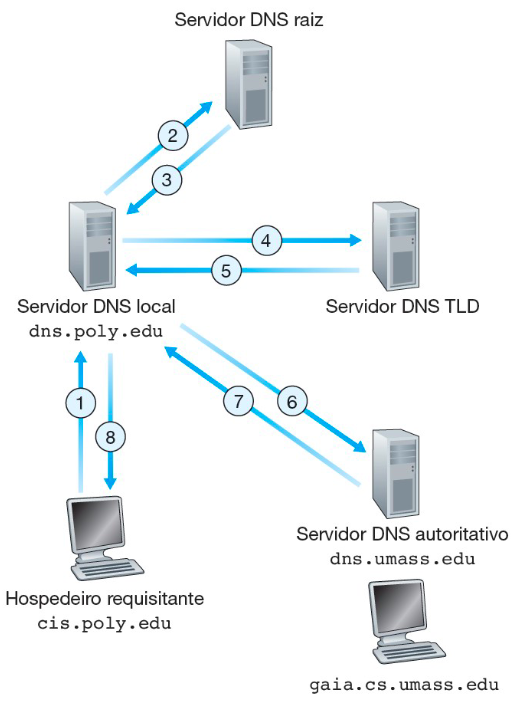 Servidor DNS raiz
2
3
4
5
Servidor DNS local
dns.poly.edu
Servidor DNS TLD
1
8
7
6
Servidor DNS autoritativo
dns.umass.edu
Hospedeiro requisitante
cis.poly.edu
gaia.cs.umass.edu